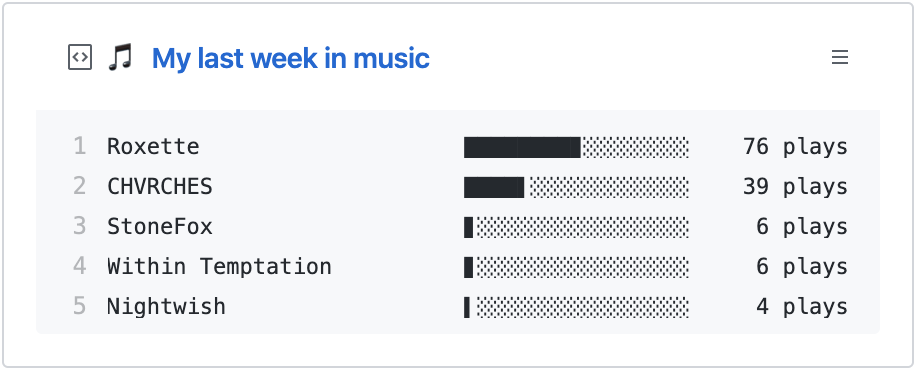 🎵 My last week in music
1 Roxette ███████████░░░░░░░░░░ 76 plays
2 CHVRCHES █████▋░░░░░░░░░░░░░░░ 39 plays
3 StoneFox ▉░░░░░░░░░░░░░░░░░░░░ 6 plays
4 Within Temptation ▉░░░░░░░░░░░░░░░░░░░░ 6 plays
5 Nightwish ▌░░░░░░░░░░░░░░░░░░░░ 4 plays